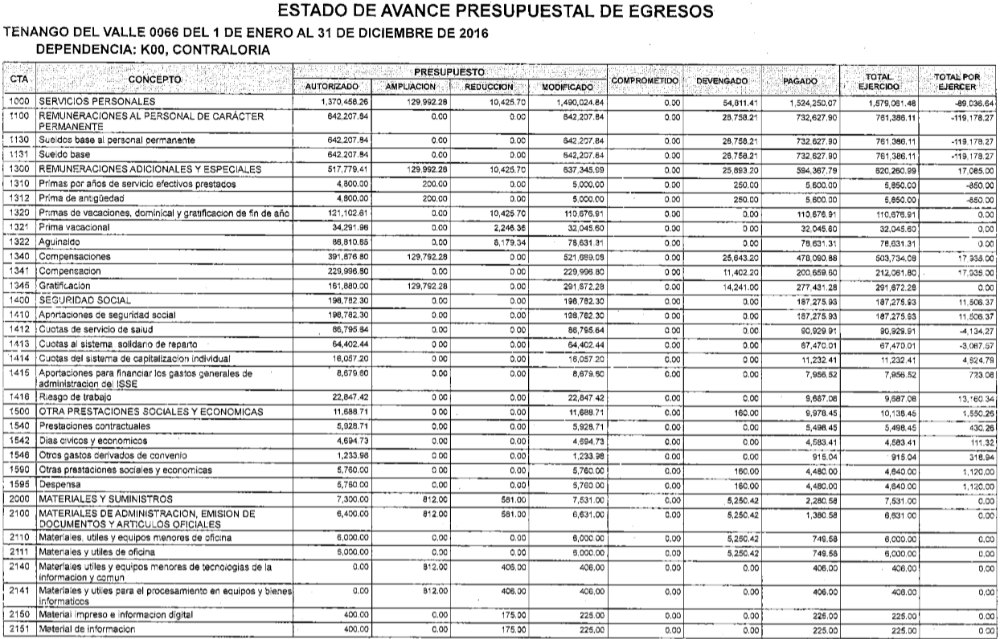 ESTADO DE AVANCE PRESUPUESTAL DE EGRESOS
TENANGO DEL VALLE 0066 DEL 1 DE ENERO AL 31 DE DICIEMBRE DE 2016
DEPENDENCIA: K00, CONTRALORIA
CTA CONCEPTO PRESUPUESTO COMPROMETIDO DEVENGADO PAGADO TOTAL EJERCIDO TOTAL POR EJERCER
AUTORIZADO AMPLIACION REDUCCION MODIFICADO
1000 SERVICIOS PERSONALES 1,370,458.26 129,992.28 10,425.70 1,490,024.84 0.00 54,811.41 1,524,250.07 1,579,061.48 -89,036.64
1100 REMUNERACIONES AL PERSONAL DE CARÁCTER 642,207.84 0.00 0.00 642,207.84 0.00 28,758.21 732,627.90 761,386.11 -119,178.27
PERMANENTE
1130 Sueldos base al personal permanente 642,207.84 0.00 0.00 642,207.84 0.00 28,758.21 732,627.90 761,386.11 -119,178.27
1131 Sueldo base 642,207.84 0.00 0.00 642,207.84 0.00 28,758.21 732,627.90 761,386.11 -119,178.27
1300 REMUNERACIONES ADICIONALES Y ESPECIALES 517,779.41 129,992.28 10,425.70 637,345.99 0.00 25,893.20 594,367.79 620,260.99 17,085.00
1310 Primas por años de servicio efectivos prestados 4,800.00 200.00 0.00 5,000.00 0.00 250.00 5,600.00 5,850.00 -850.00
1312 Prima de antigüedad 4,800.00 200.00 0.00 5,000.00 0.00 250.00 5,600.00 5,850.00 -850.00
1320 Primas de vacaciones, dominical y gratificacion de fin de año 121,102.61 0.00 10,425.70 110,676.91 0.00 0.00 110,676.91 110,676.91 0.00
1321 Prima vacacional 34,291.96 0.00 2,246.36 32,045.60 0.00 0.00 32,045.60 32,045.60 0.00
1322 Aguinaldo 86,810.65 0.00 8,179.34 78,631.31 0.00 0.00 78,631.31 78,631.31 0.00
1340 Compensaciones 391,876.80 129,792.28 0.00 521,669.08 0.00 25,643.20 478,090.88 503,734.08 17,935.00
1341 Compensacion 229,996.80 0.00 0.00 229,996.80 0.00 11,402.20 200,659.60 212,061.80 17,935.00
1345 Gratificacion 161,880.00 129,792.28 0.00 291,672.28 0.00 14,241.00 277,431.28 291,672.28 0.00
1400 SEGURIDAD SOCIAL 198,782.30 0.00 0.00 198,782.30 0.00 0.00 187,275.93 187,275.93 11,506.37
1410 Aportaciones de seguridad social 198,782.30 0.00 0.00 198,782.30 0.00 0.00 187,275.93 187,275.93 11,506.37
1412 Cuotas de servicio de salud 86,795.64 0.00 0.00 86,795.64 0.00 0.00 90,929.91 90,929.91 -4,134.27
1413 Cuotas al sistema solidario de reparto 64,402.44 0.00 0.00 64,402.44 0.00 0.00 67,470.01 67,470.01 -3,067.57
1414 Cuotas del sistema de capitalizacion individual 16,057.20 0.00 0.00 16,057.20 0.00 0.00 11,232.41 11,232.41 4,824.79
1415 Aportaciones para financiar los gastos generales de 8,679.60 0.00 0.00 8,679.60 0.00 0.00 7,956.52 7,956.52 723.08
administracion del ISSE
1416 Riesgo de trabajo 22,847.42 0.00 0.00 22,847.42 0.00 0.00 9,687.08 9,687.08 13,160.34
1500 OTRA PRESTACIONES SOCIALES Y ECONOMICAS 11,688.71 0.00 0.00 11,688.71 0.00 160.00 9,978.45 10,138.45 1,550.26
1540 Prestaciones contractuales 5,928.71 0.00 0.00 5,928.71 0.00 0.00 5,498.45 5,498.45 430.26
1542 Dias civicos y economicos 4,694.73 0.00 0.00 4,694.73 0.00 0.00 4,583.41 4,583.41 111.32
1546 Otros gastos derivados de convenio 1,233.98 0.00 0.00 1,233.98 0.00 0.00 915.04 915.04 318.94
1590 Otras prestaciones sociales y economicas 5,760.00 0.00 0.00 5,760.00 0.00 160.00 4,480.00 4,640.00 1,120.00
1595 Despensa 5,760.00 0.00 0.00 5,760.00 0.00 160.00 4,480.00 4,640.00 1,120.00
2000 MATERIALES Y SUMINISTROS 7,300.00 812.00 581.00 7,531.00 0.00 5,250.42 2,280.58 7,531.00 0.00
2100 MATERIALES DE ADMINISTRACION, EMISION DE 6,400.00 812.00 581.00 6,631.00 0.00 5,250.42 1,380.58 6,631.00 0.00
DOCUMENTOS Y ARTICULOS OFICIALES
2110 Materiales, utiles y equipos menores de oficina 6,000.00 0.00 0.00 6,000.00 0.00 5,250.42 749.58 6,000.00 0.00
2111 Materiales y utiles de oficina 6,000.00 0.00 0.00 6,000.00 0.00 5,250.42 749.58 6,000.00 0.00
2140 Materiales utiles y equipos menores de tecnologias de la 0.00 812.00 406.00 406.00 0.00 0.00 406.00 406.00 0.00
informacion y comun
2141 Materiales y utiles para el procesamiento en equipos y bienes 0.00 812.00 406.00 406.00 0.00 0.00 406.00 406.00 0.00
informaticos
2150 Material impreso e informacion digital 400.00 0.00 175.00 225.00 0.00 0.00 225.00 225.00 0.00
2151 Material de informacion 400.00 0.00 175.00 225.00 0.00 0.00 225.00 225.00 0.00